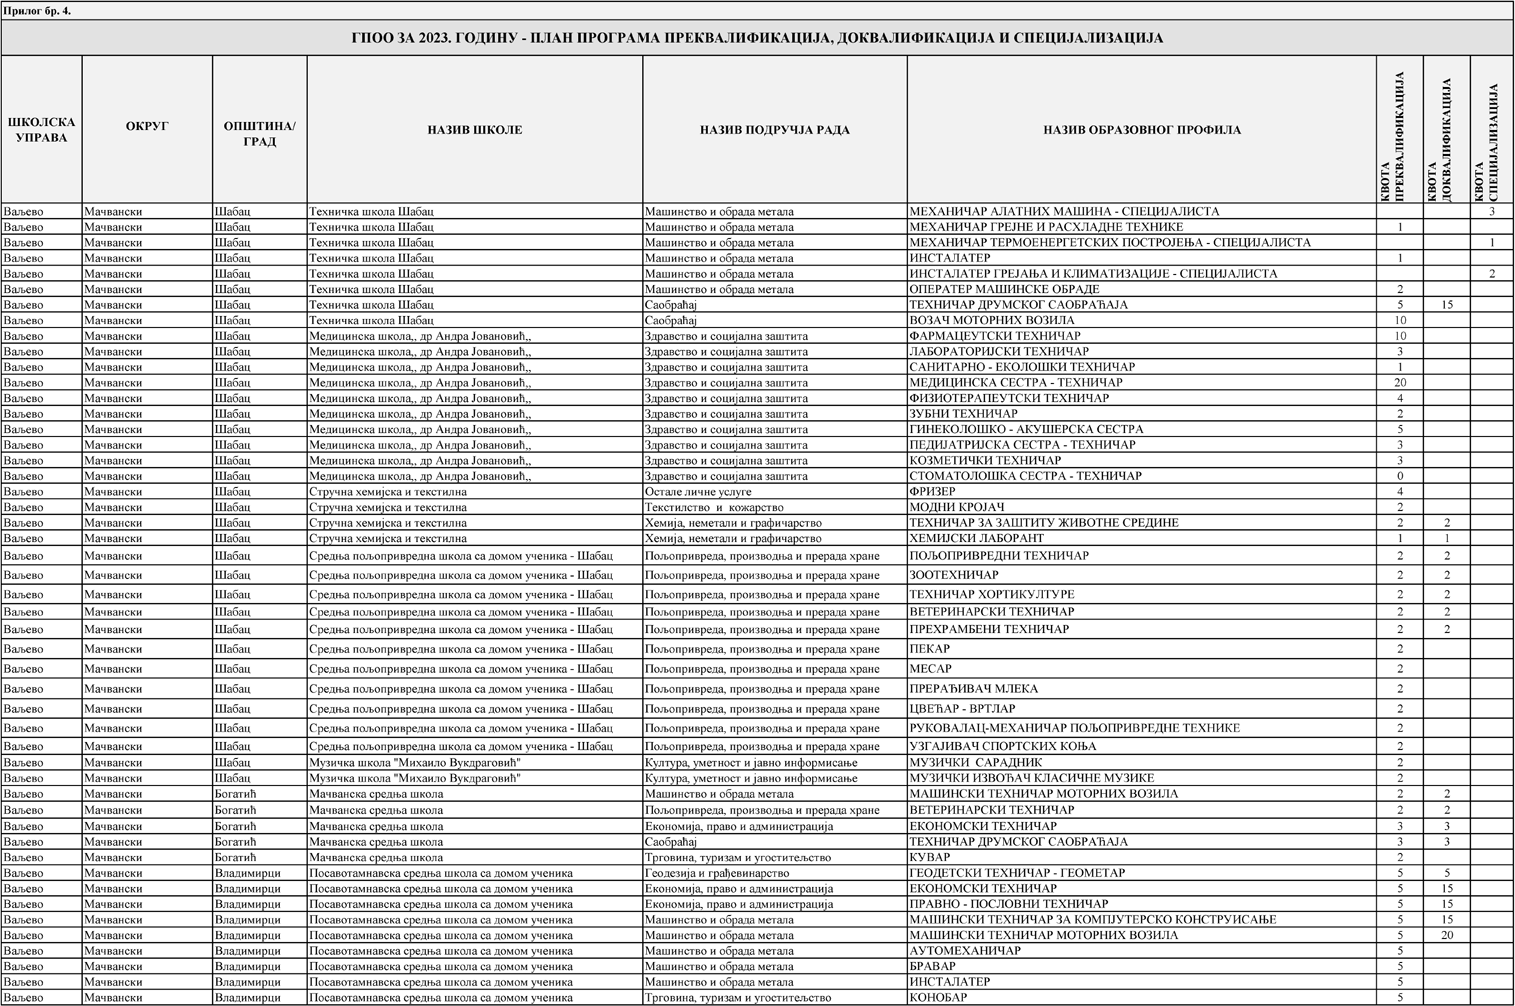 Прилог бр. 4.
ГПОО ЗА 2023. ГОДИНУ - ПЛАН ПРОГРАМА ПРЕКВАЛИФИКАЦИЈА, ДОКВАЛИФИКАЦИЈА И СПЕЦИЈАЛИЗАЦИЈА
ШКОЛСКА УПРАВА ОКРУГ ОПШТИНА/ ГРАД НАЗИВ ШКОЛЕ НАЗИВ ПОДРУЧЈА РАДА НАЗИВ ОБРАЗОВНОГ ПРОФИЛА КВОТА ПРЕКВАЛИФИКАЦИЈА КВОТА ДОКВАЛИФИКАЦИЈА КВОТА СПЕЦИЈАЛИЗАЦИЈА
Ваљево Мачвански Шабац Техничка школа Шабац Машинство и обрада метала МЕХАНИЧАР АЛАТНИХ МАШИНА - СПЕЦИЈАЛИСТА 3
Ваљево Мачвански Шабац Техничка школа Шабац Машинство и обрада метала МЕХАНИЧАР ГРЕЈНЕ И РАСХЛАДНЕ ТЕХНИКЕ 1
Ваљево Мачвански Шабац Техничка школа Шабац Машинство и обрада метала МЕХАНИЧАР ТЕРМОЕНЕРГЕТСКИХ ПОСТРОЈЕЊА - СПЕЦИЈАЛИСТА 1
Ваљево Мачвански Шабац Техничка школа Шабац Машинство и обрада метала ИНСТАЛАТЕР 1
Ваљево Мачвански Шабац Техничка школа Шабац Машинство и обрада метала ИНСТАЛАТЕР ГРЕЈАЊА И КЛИМАТИЗАЦИЈЕ - СПЕЦИЈАЛИСТА 2
Ваљево Мачвански Шабац Техничка школа Шабац Машинство и обрада метала ОПЕРАТЕР МАШИНСКЕ ОБРАДЕ 2
Ваљево Мачвански Шабац Техничка школа Шабац Саобраћај ТЕХНИЧАР ДРУМСКОГ САОБРАЋАЈА 5 15
Ваљево Мачвански Шабац Техничка школа Шабац Саобраћај ВОЗАЧ МОТОРНИХ ВОЗИЛА 10
Ваљево Мачвански Шабац Медицинска школа,, др Андра Јовановић,, Здравство и социјална заштита ФАРМАЦЕУТСКИ ТЕХНИЧАР 10
Ваљево Мачвански Шабац Медицинска школа,, др Андра Јовановић,, Здравство и социјална заштита ЛАБОРАТОРИЈСКИ ТЕХНИЧАР 3
Ваљево Мачвански Шабац Медицинска школа,, др Андра Јовановић,, Здравство и социјална заштита САНИТАРНО - ЕКОЛОШКИ ТЕХНИЧАР 1
Ваљево Мачвански Шабац Медицинска школа,, др Андра Јовановић,, Здравство и социјална заштита МЕДИЦИНСКА СЕСТРА - ТЕХНИЧАР 20
Ваљево Мачвански Шабац Медицинска школа,, др Андра Јовановић,, Здравство и социјална заштита ФИЗИОТЕРАПЕУТСКИ ТЕХНИЧАР 4
Ваљево Мачвански Шабац Медицинска школа,, др Андра Јовановић,, Здравство и социјална заштита ЗУБНИ ТЕХНИЧАР 2
Ваљево Мачвански Шабац Медицинска школа,, др Андра Јовановић,, Здравство и социјална заштита ГИНЕКОЛОШКО - АКУШЕРСКА СЕСТРА 5
Ваљево Мачвански Шабац Медицинска школа,, др Андра Јовановић,, Здравство и социјална заштита ПЕДИЈАТРИЈСКА СЕСТРА - ТЕХНИЧАР 3
Ваљево Мачвански Шабац Медицинска школа,, др Андра Јовановић,, Здравство и социјална заштита КОЗМЕТИЧКИ ТЕХНИЧАР 3
Ваљево Мачвански Шабац Медицинска школа,, др Андра Јовановић,, Здравство и социјална заштита СТОМАТОЛОШКА СЕСТРА - ТЕХНИЧАР 0
Ваљево Мачвански Шабац Стручна хемијска и текстилна Остале личне услуге ФРИЗЕР 4
Ваљево Мачвански Шабац Стручна хемијска и текстилна Текстилство и кожарство МОДНИ КРОЈАЧ 2
Ваљево Мачвански Шабац Стручна хемијска и текстилна Хемија, неметали и графичарство ТЕХНИЧАР ЗА ЗАШТИТУ ЖИВОТНЕ СРЕДИНЕ 2 2
Ваљево Мачвански Шабац Стручна хемијска и текстилна Хемија, неметали и графичарство ХЕМИЈСКИ ЛАБОРАНТ 1 1
Ваљево Мачвански Шабац Средња пољопривредна школа са домом ученика - Шабац Пољопривреда, производња и прерада хране ПОЉОПРИВРЕДНИ ТЕХНИЧАР 2 2
Ваљево Мачвански Шабац Средња пољопривредна школа са домом ученика - Шабац Пољопривреда, производња и прерада хране ЗООТЕХНИЧАР 2 2
Ваљево Мачвански Шабац Средња пољопривредна школа са домом ученика - Шабац Пољопривреда, производња и прерада хране ТЕХНИЧАР ХОРТИКУЛТУРЕ 2 2
Ваљево Мачвански Шабац Средња пољопривредна школа са домом ученика - Шабац Пољопривреда, производња и прерада хране ВЕТЕРИНАРСКИ ТЕХНИЧАР 2 2
Ваљево Мачвански Шабац Средња пољопривредна школа са домом ученика - Шабац Пољопривреда, производња и прерада хране ПРЕХРАМБЕНИ ТЕХНИЧАР 2 2
Ваљево Мачвански Шабац Средња пољопривредна школа са домом ученика - Шабац Пољопривреда, производња и прерада хране ПЕКАР 2
Ваљево Мачвански Шабац Средња пољопривредна школа са домом ученика - Шабац Пољопривреда, производња и прерада хране МЕСАР 2
Ваљево Мачвански Шабац Средња пољопривредна школа са домом ученика - Шабац Пољопривреда, производња и прерада хране ПРЕРАЂИВАЧ МЛЕКА 2
Ваљево Мачвански Шабац Средња пољопривредна школа са домом ученика - Шабац Пољопривреда, производња и прерада хране ЦВЕЋАР - ВРТЛАР 2
Ваљево Мачвански Шабац Средња пољопривредна школа са домом ученика - Шабац Пољопривреда, производња и прерада хране РУКОВАЛАЦ-МЕХАНИЧАР ПОЉОПРИВРЕДНЕ ТЕХНИКЕ 2
Ваљево Мачвански Шабац Средња пољопривредна школа са домом ученика - Шабац Пољопривреда, производња и прерада хране УЗГАЈИВАЧ СПОРТСКИХ КОЊА 2
Ваљево Мачвански Шабац Музичка школа "Михаило Вукдраговић" Култура, уметност и јавно информисање МУЗИЧКИ САРАДНИК 2
Ваљево Мачвански Шабац Музичка школа "Михаило Вукдраговић" Култура, уметност и јавно информисање МУЗИЧКИ ИЗВОЂАЧ КЛАСИЧНЕ МУЗИКЕ 2
Ваљево Мачвански Богатић Мачванска средња школа Машинство и обрада метала МАШИНСКИ ТЕХНИЧАР МОТОРНИХ ВОЗИЛА 2 2
Ваљево Мачвански Богатић Мачванска средња школа Пољопривреда, производња и прерада хране ВЕТЕРИНАРСКИ ТЕХНИЧАР 2 2
Ваљево Мачвански Богатић Мачванска средња школа Економија, право и администрација ЕКОНОМСКИ ТЕХНИЧАР 3 3
Ваљево Мачвански Богатић Мачванска средња школа Саобраћај ТЕХНИЧАР ДРУМСКОГ САОБРАЋАЈА 3 3
Ваљево Мачвански Богатић Мачванска средња школа Трговина, туризам и угоститељство КУВАР 2
Ваљево Мачвански Владимирци Посавотамнавска средња школа са домом ученика Геодезија и грађевинарство ГЕОДЕТСКИ ТЕХНИЧАР - ГЕОМЕТАР 5 5
Ваљево Мачвански Владимирци Посавотамнавска средња школа са домом ученика Економија, право и администрација ЕКОНОМСКИ ТЕХНИЧАР 5 15
Ваљево Мачвански Владимирци Посавотамнавска средња школа са домом ученика Економија, право и администрација ПРАВНО - ПОСЛОВНИ ТЕХНИЧАР 5 15
Ваљево Мачвански Владимирци Посавотамнавска средња школа са домом ученика Машинство и обрада метала МАШИНСКИ ТЕХНИЧАР ЗА КОМПЈУТЕРСКО КОНСТРУИСАЊЕ 5 15
Ваљево Мачвански Владимирци Посавотамнавска средња школа са домом ученика Машинство и обрада метала МАШИНСКИ ТЕХНИЧАР МОТОРНИХ ВОЗИЛА 5 20
Ваљево Мачвански Владимирци Посавотамнавска средња школа са домом ученика Машинство и обрада метала АУТОМЕХАНИЧАР 5
Ваљево Мачвански Владимирци Посавотамнавска средња школа са домом ученика Машинство и обрада метала БРАВАР 5
Ваљево Мачвански Владимирци Посавотамнавска средња школа са домом ученика Машинство и обрада метала ИНСТАЛАТЕР 5
Ваљево Мачвански Владимирци Посавотамнавска средња школа са домом ученика Трговина, туризам и угоститељство КОНОБАР 5